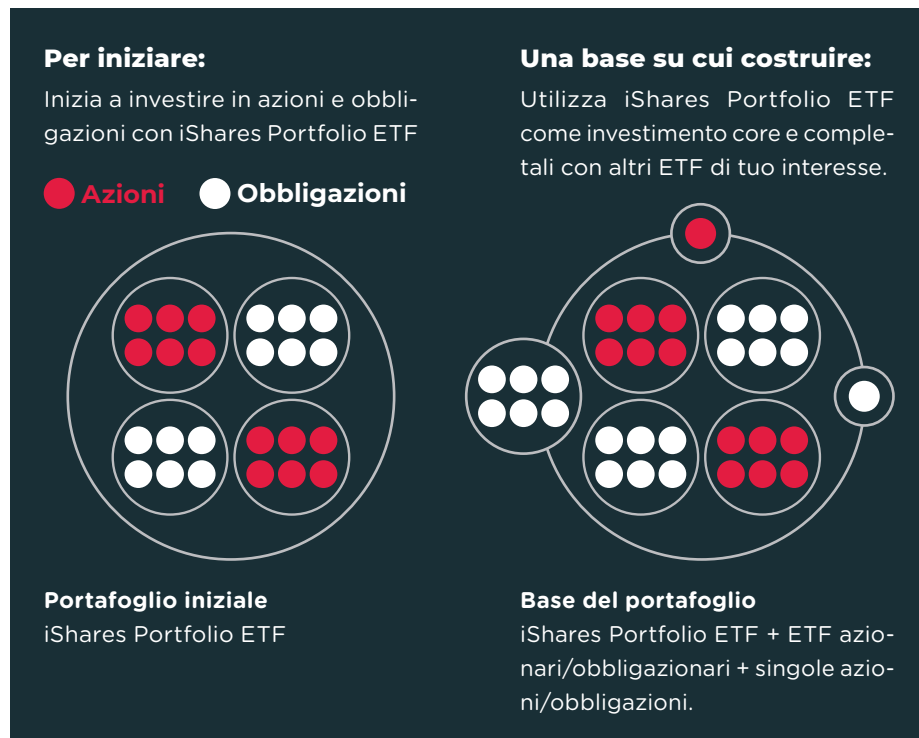 Per iniziare:
Inizia a investire in azioni e obbli-
gazioni con iShares Portfolio ETF
Azioni
Obbligazioni
Portafoglio iniziale
iShares Portfolio ETF
Una base su cui costruire:
Utilizza iShares Portfolio ETF
come investimento core e comple-
tali con altri ETF di tuo interesse.
Base del portafoglio
iShares Portfolio ETF + ETF azio-
nari/obbligazionari + singole azio-
ni/obbligazioni.